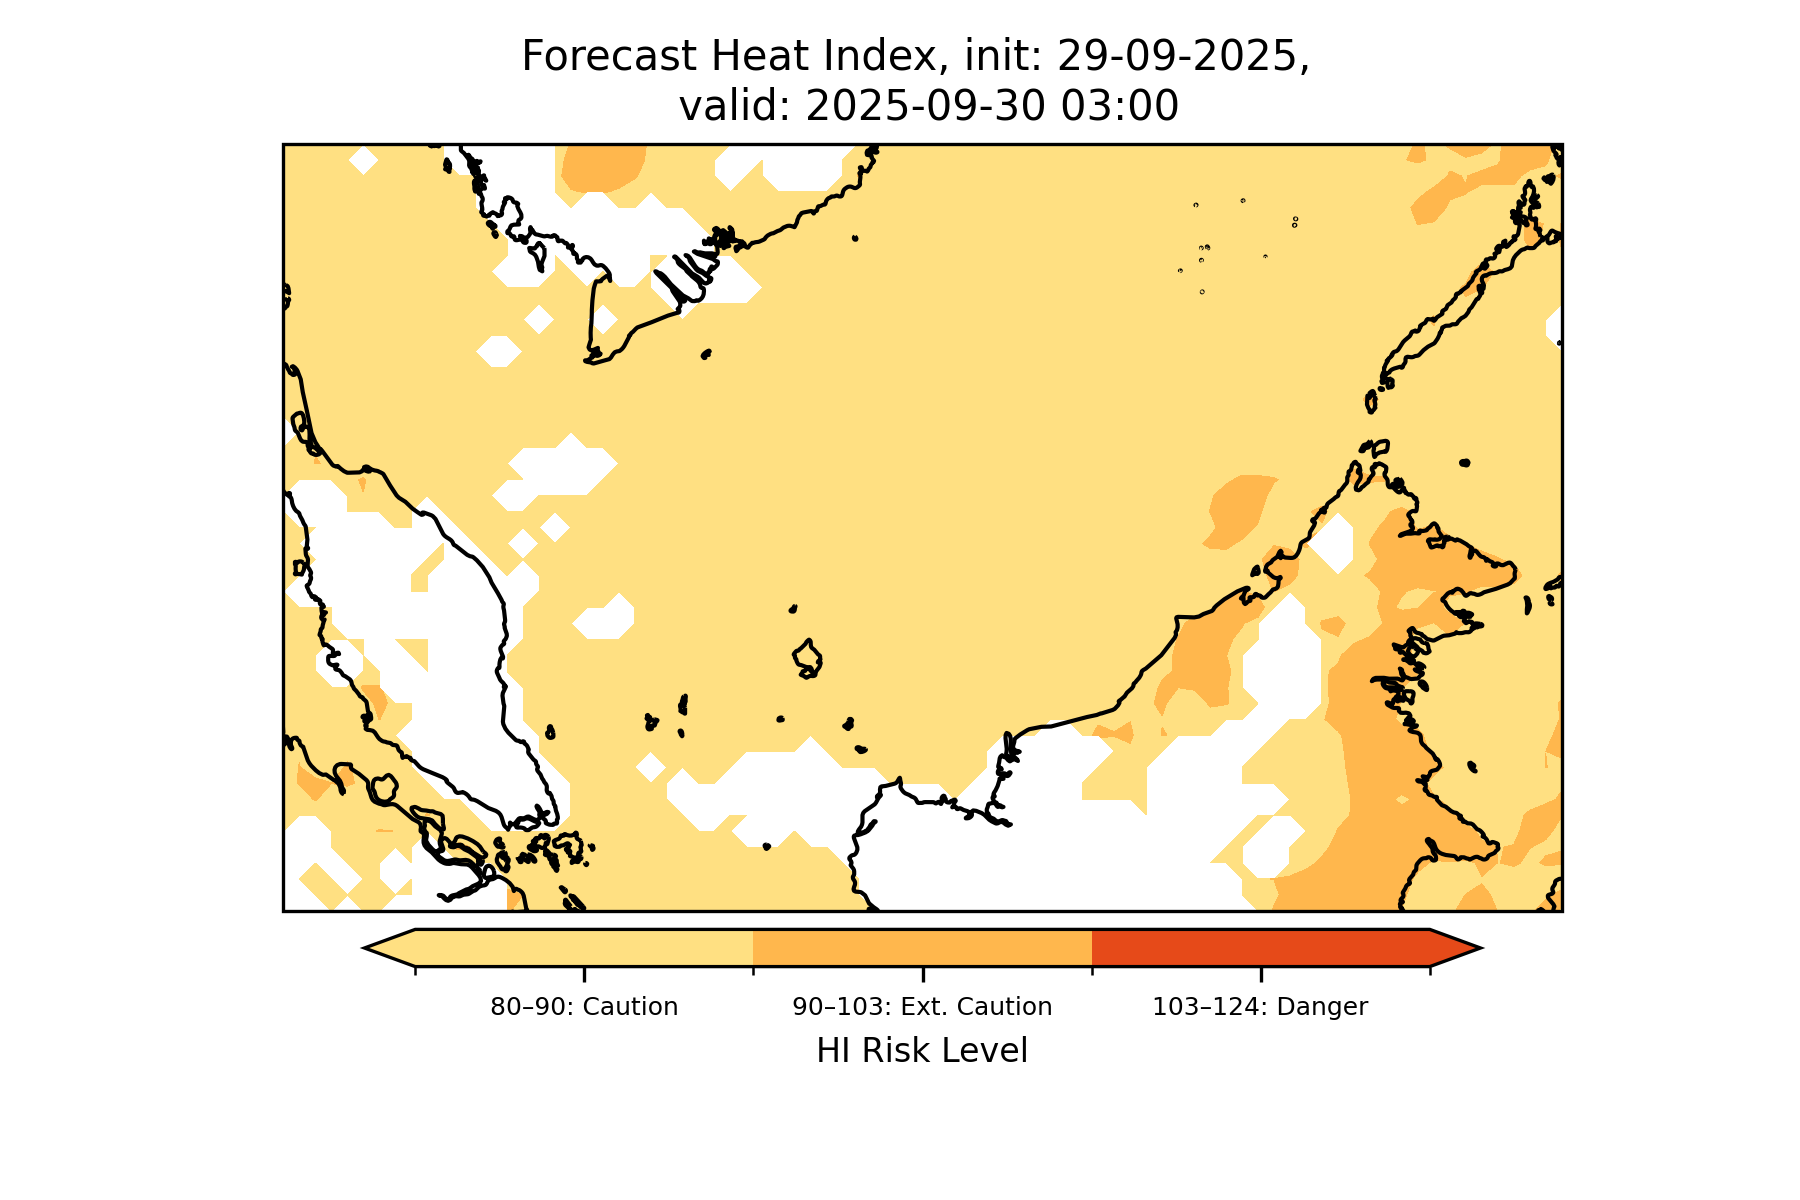 Forecast Heat Index, init: 29-09-2025,
valid: 2025-09-30 03:00
80–90: Caution
90–103: Ext. Caution
103–124: Danger
HI Risk Level